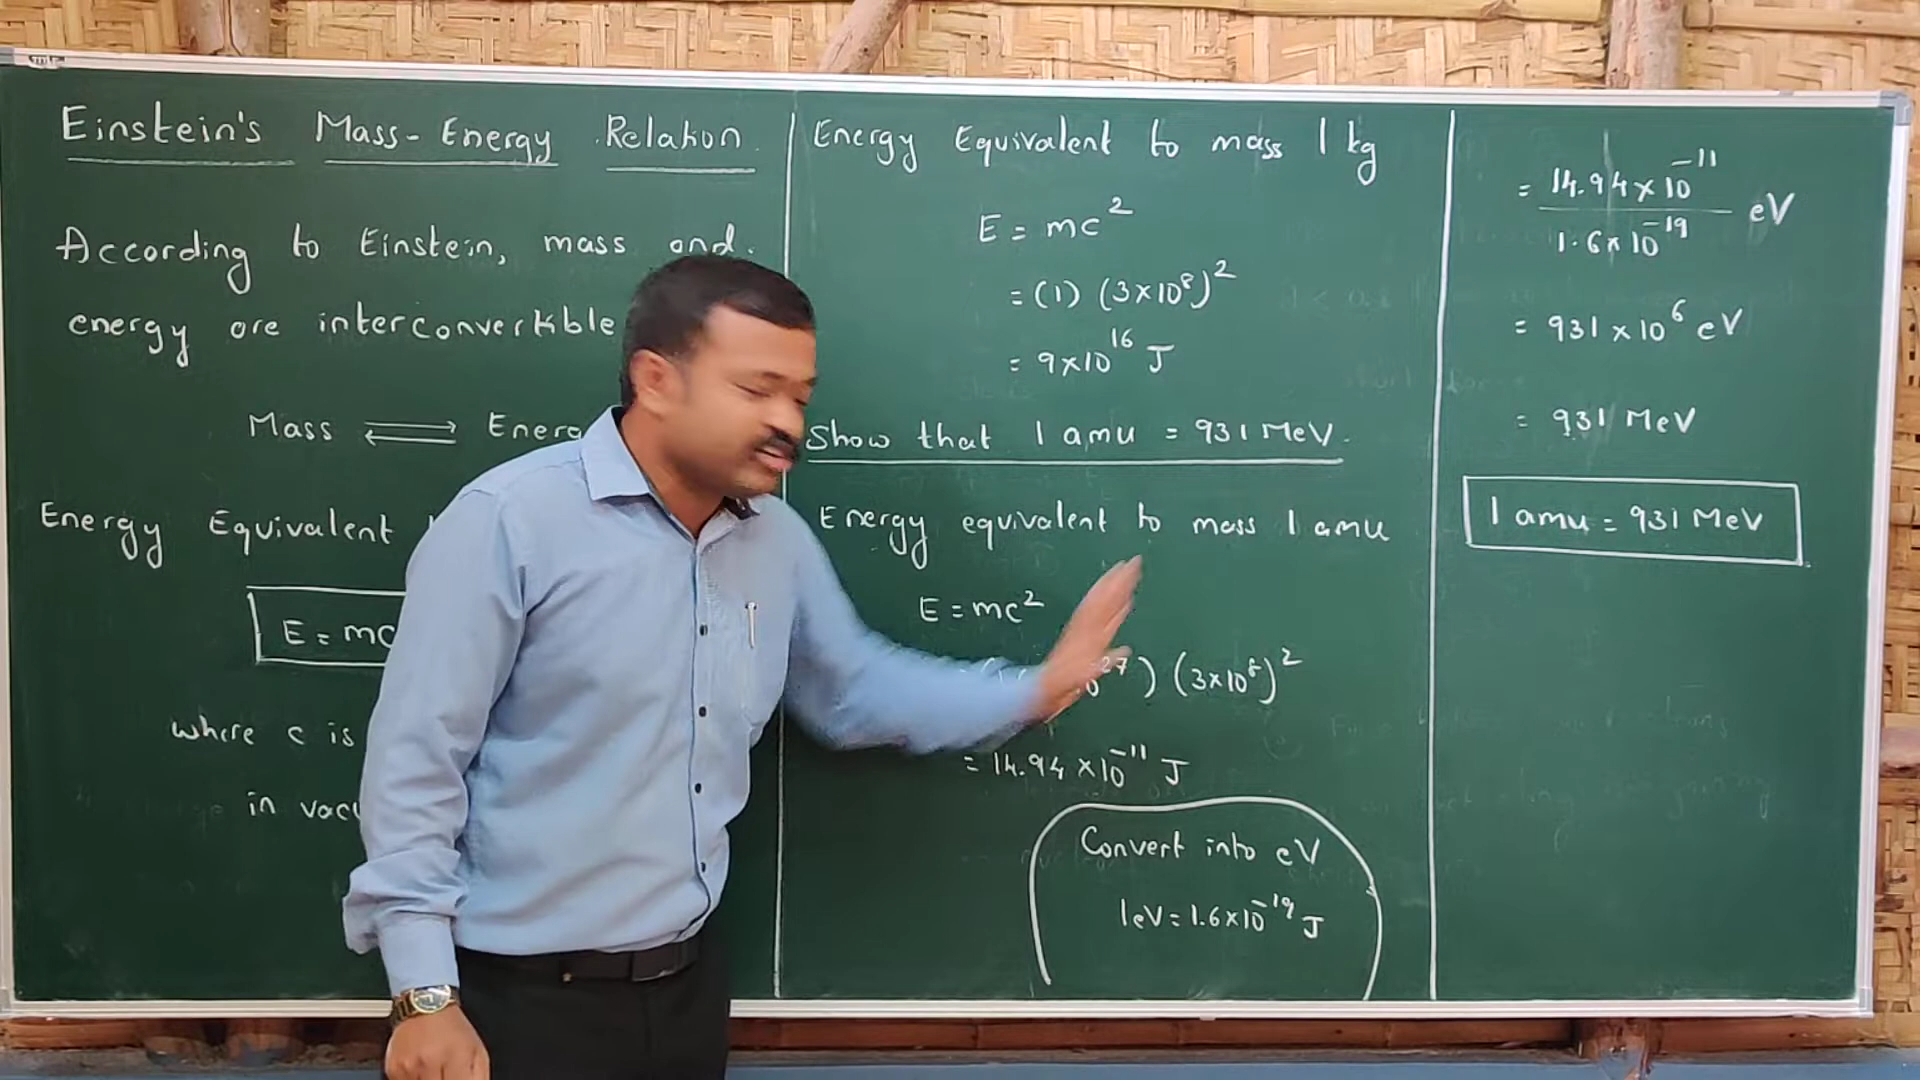 Einstein's Mass-Energy Relation.
According to Einstein, mass and
energy are interconvertible
Mass ⇌ Energ
Energy Equivalent
E = mc
where c is
in vacu
Energy Equivalent to mass 1 kg
E = mc²
= (1) (3×10⁸)²
= 9×10¹⁶ J
Show that 1 amu = 931 MeV.
Energy equivalent to mass 1 amu
E = mc²
²⁷) (3×10⁸)²
= 14.94 ×10⁻¹¹ J
Convert into eV
1eV = 1.6×10⁻¹⁹ J
= 14.94×10⁻¹¹ / 1.6×10⁻¹⁹ eV
= 931 ×10⁶ eV
= 931 MeV
1 amu = 931 MeV